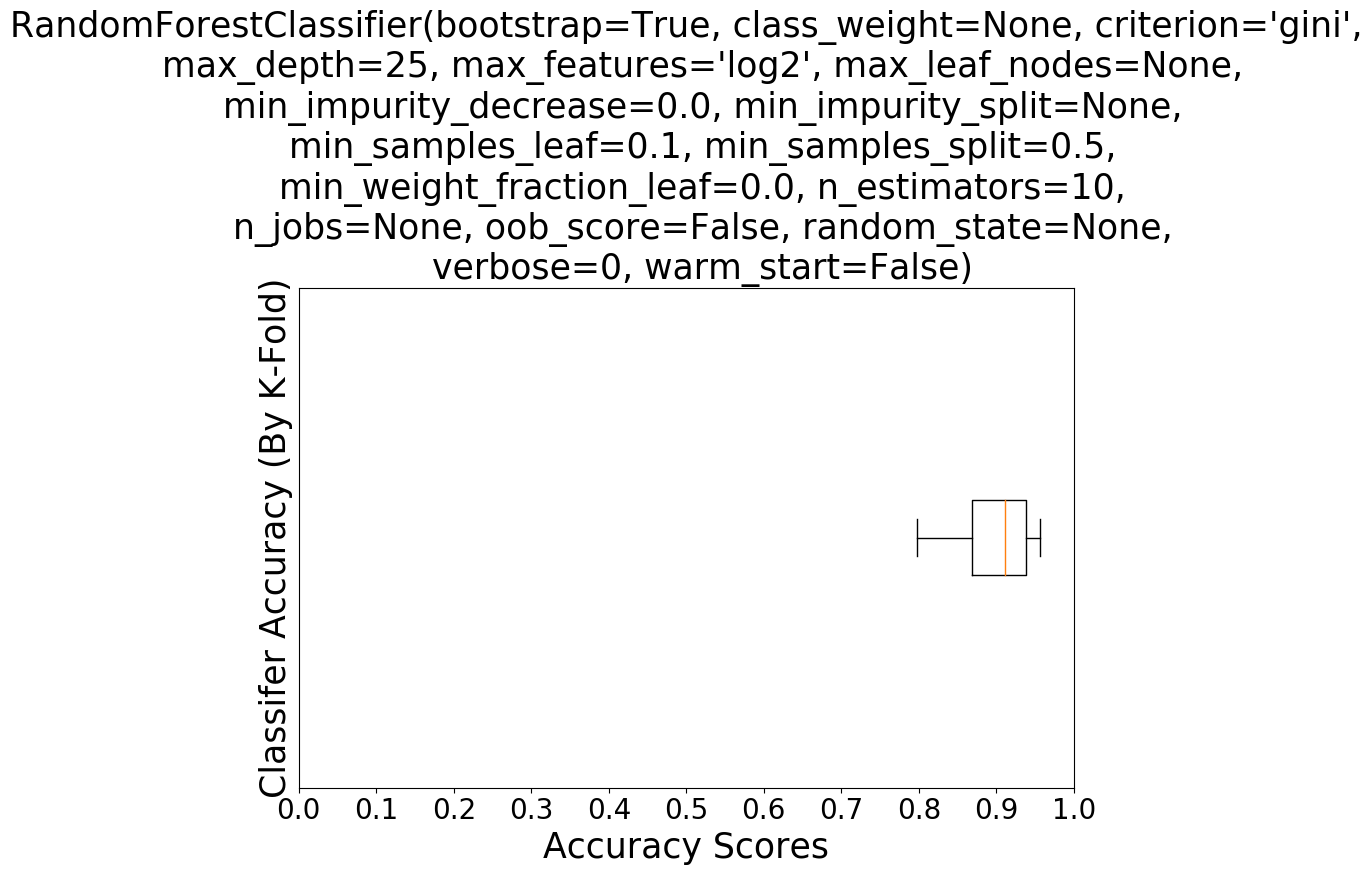 RandomForestClassifier(bootstrap=True, class_weight=None, criterion='gini',
max_depth=25, max_features='log2', max_leaf_nodes=None,
min_impurity_decrease=0.0, min_impurity_split=None,
min_samples_leaf=0.1, min_samples_split=0.5,
min_weight_fraction_leaf=0.0, n_estimators=10,
n_jobs=None, oob_score=False, random_state=None,
verbose=0, warm_start=False)
Classifer Accuracy (By K-Fold)
0.0 0.1 0.2 0.3 0.4 0.5 0.6 0.7 0.8 0.9 1.0
Accuracy Scores